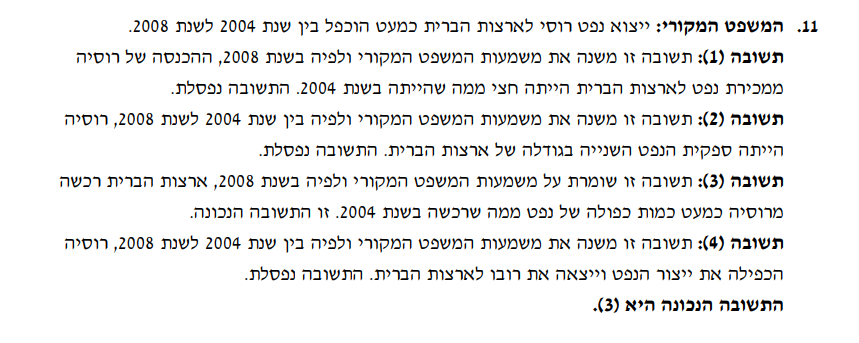 11. המשפט המקורי: ייצוא נפט רוסי לארצות הברית כמעט הוכפל בין שנת 2004 לשנת 2008.
תשובה (1): תשובה זו משנה את משמעות המשפט המקורי ולפיה בשנת 2008, ההכנסה של רוסיה
ממכירת נפט לארצות הברית הייתה חצי ממה שהייתה בשנת 2004. התשובה נפסלת.
תשובה (2): תשובה זו משנה את משמעות המשפט המקורי ולפיה בין שנת 2004 לשנת 2008, רוסיה
הייתה ספקית הנפט השנייה בגודלה של ארצות הברית. התשובה נפסלת.
תשובה (3): תשובה זו שומרת על משמעות המשפט המקורי ולפיה בשנת 2008, ארצות הברית רכשה
מרוסיה כמעט כמות כפולה של נפט ממה שרכשה בשנת 2004. זו התשובה הנכונה.
תשובה (4): תשובה זו משנה את משמעות המשפט המקורי ולפיה בין שנת 2004 לשנת 2008, רוסיה
הכפילה את ייצור הנפט וייצאה את רובו לארצות הברית. התשובה נפסלת.
התשובה הנכונה היא (3).